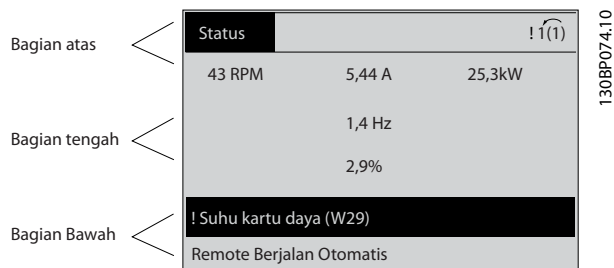 Bagian atas
Status
! 1(1)
43 RPM 5,44 A 25,3kW
Bagian tengah
1,4 Hz
2,9%
Bagian Bawah
! Suhu kartu daya (W29)
Remote Berjalan Otomatis
130BP074.10